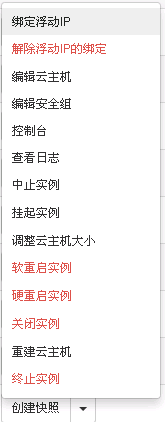 绑定浮动IP
解除浮动IP的绑定
编辑云主机
编辑安全组
控制台
查看日志
中止实例
挂起实例
调整云主机大小
软重启实例
硬重启实例
关闭实例
重建云主机
终止实例
创建快照